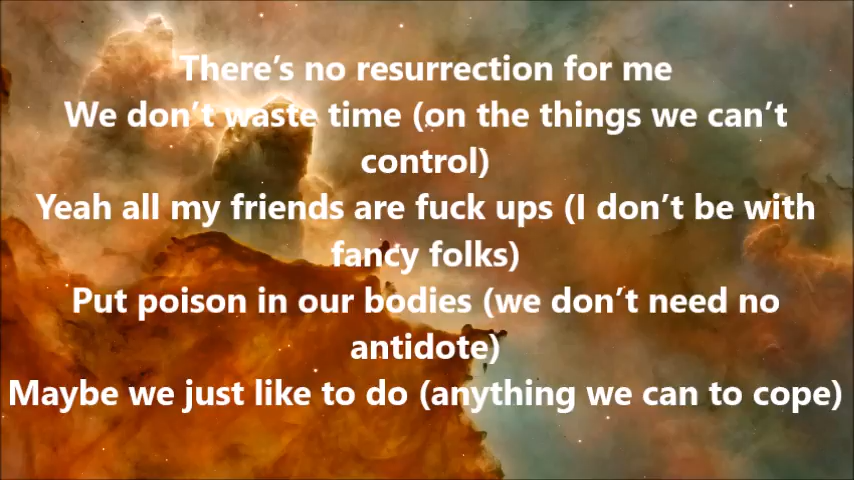 There’s no resurrection for me
We don’t waste time (on the things we can’t
control)
Yeah all my friends are fuck ups (I don’t be with
fancy folks)
Put poison in our bodies (we don’t need no
antidote)
Maybe we just like to do (anything we can to cope)